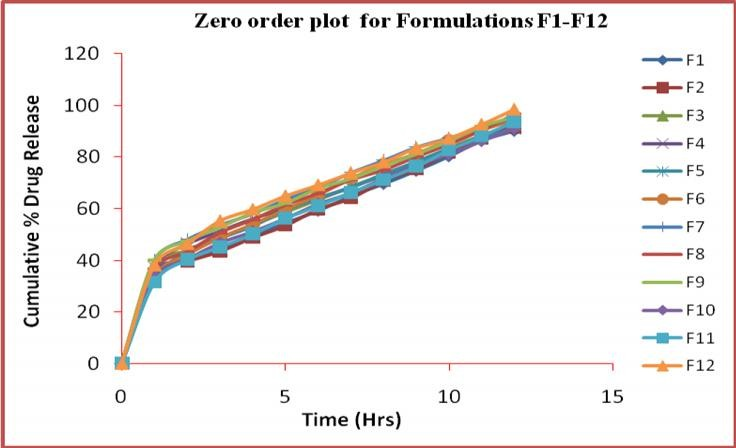 Zero order plot for Formulations F1-F12
Cumulative % Drug Release
120
100
80
60
40
20
0
0 5 10 15
Time (Hrs)
F1
F2
F3
F4
F5
F6
F7
F8
F9
F10
F11
F12